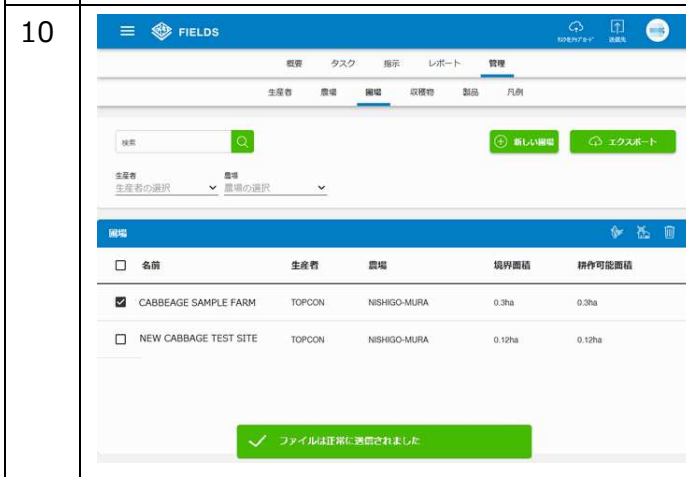 10
FIELDS
送信先
概要 タスク 指示 レポート 管理
生産者 農場 圃場 収穫物 製品 凡例
検索
新しい圃場 エクスポート
生産者 農場
生産者の選択 農場の選択
圃場
名前 生産者 農場 境界面積 耕作可能面積
CABBEAGE SAMPLE FARM TOPCON NISHIGO-MURA 0.3ha 0.3ha
NEW CABBAGE TEST SITE TOPCON NISHIGO-MURA 0.12ha 0.12ha
ファイルは正常に送信されました